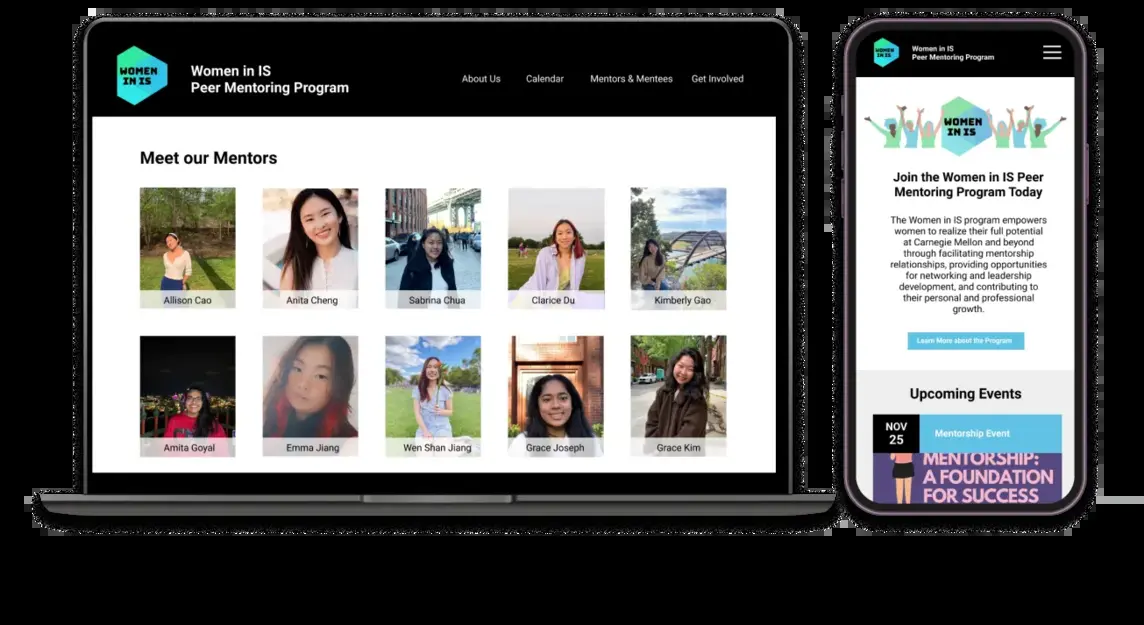 WOMEN
IN IS
Women in IS
Peer Mentoring Program
About Us
Calendar
Mentors & Mentees
Get Involved
Meet our Mentors
Allison Cao
Anita Cheng
Sabrina Chua
Clarice Du
Kimberly Gao
Amita Goyal
Emma Jiang
Wen Shan Jiang
Grace Joseph
Grace Kim
WOMEN
IN IS
Women in IS
Peer Mentoring Program
WOMEN
IN IS
Join the Women in IS Peer
Mentoring Program Today
The Women in IS program empowers
women to realize their full potential
at Carnegie Mellon and beyond
through facilitating mentorship
relationships, providing opportunities
for networking and leadership
development, and contributing to
their personal and professional
growth.
Learn More about the Program
Upcoming Events
NOV
25
Mentorship Event
MENTORSHIP:
A FOUNDATION
FOR SUCCESS